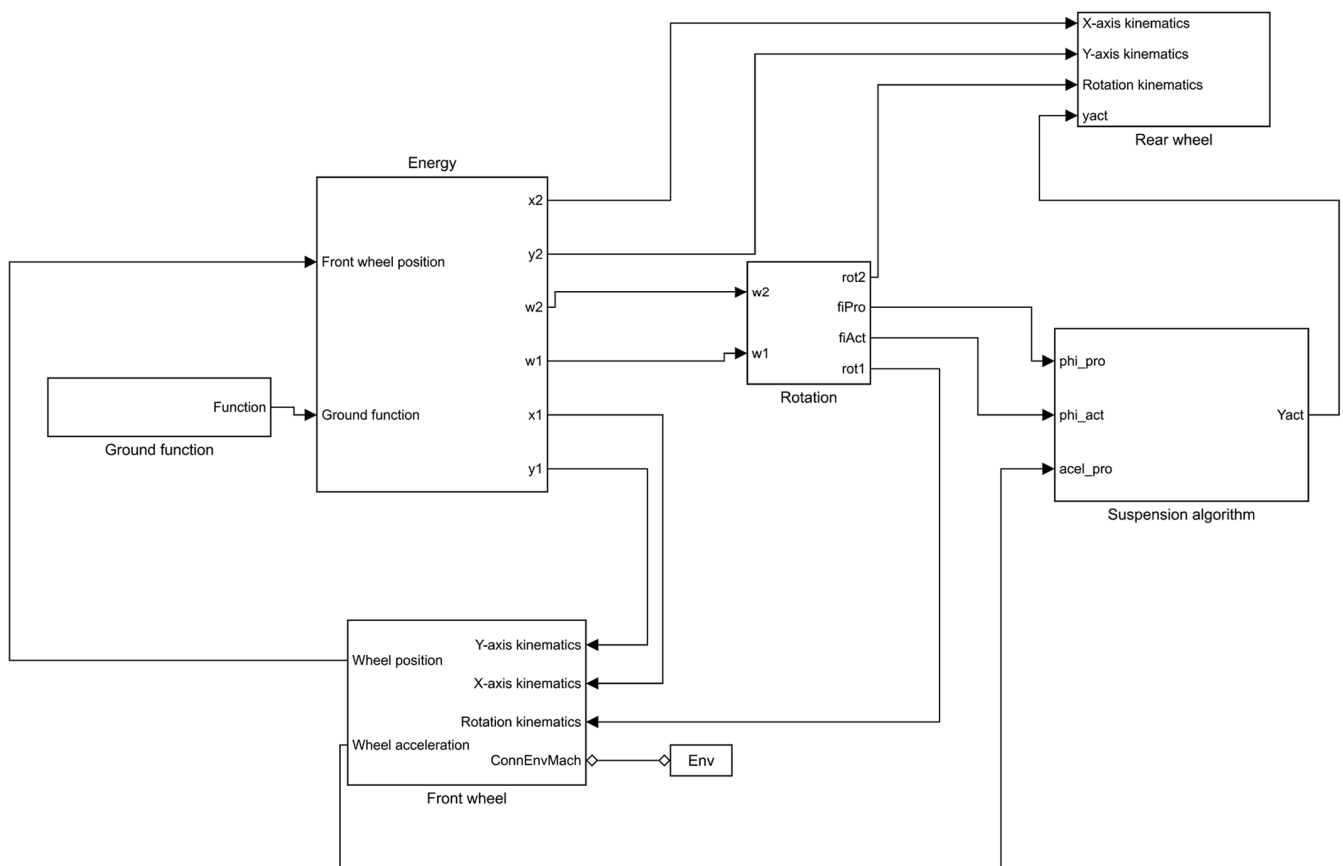 X-axis kinematics
Y-axis kinematics
Rotation kinematics
yact
Rear wheel
Energy
x2
y2
Front wheel position
w2
w1
Ground function
x1
y1
Function
Ground function
rot2
w2
fiPro
fiAct
w1
rot1
Rotation
phi_pro
phi_act
Yact
acel_pro
Suspension algorithm
Y-axis kinematics
Wheel position
X-axis kinematics
Rotation kinematics
Wheel acceleration
ConnEnvMach
Env
Front wheel